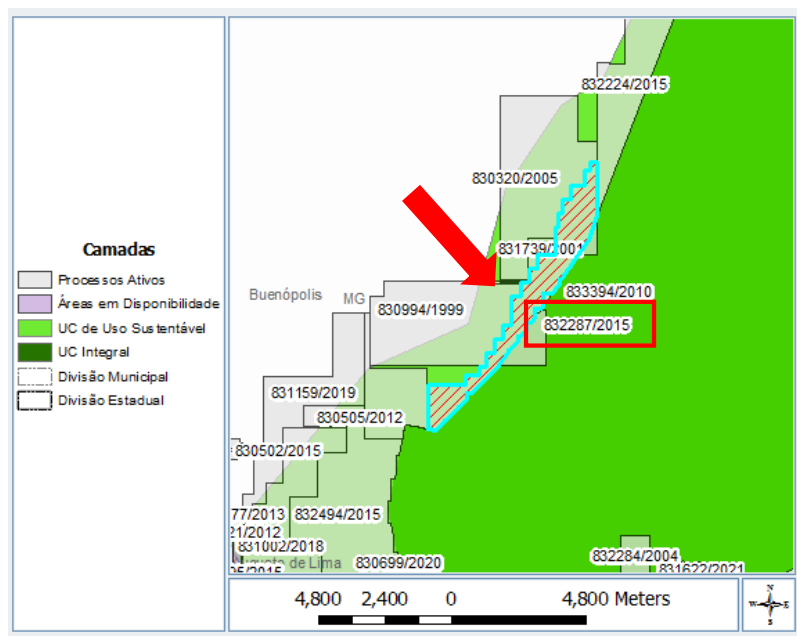 Camadas
Processos Ativos
Áreas em Disponibilidade
UC de Uso Sustentável
UC Integral
Divisão Municipal
Divisão Estadual
832224/2015
830320/2005
831739/2001
Buenópolis
MG
830994/1999
833394/2010
832287/2015
831159/2019
830505/2012
830502/2015
77/2013
832494/2015
21/2012
831002/2018
de Lima
830699/2020
832284/2004
831622/2021
4,800 2,400 0 4,800 Meters
N
W
E
S